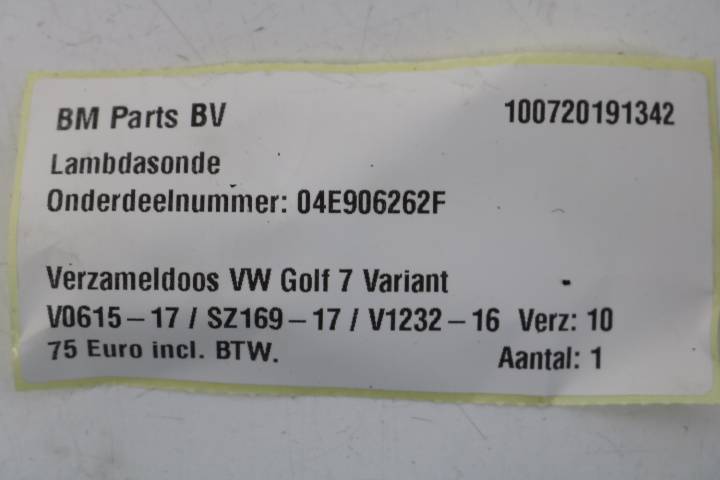 BM Parts BV 100720191342
Lambdasonde
Onderdeelnummer: 04E906262F
Verzameldoos VW Golf 7 Variant -
V0615-17 / SZ169-17 / V1232-16 Verz: 10
75 Euro incl. BTW. Aantal: 1